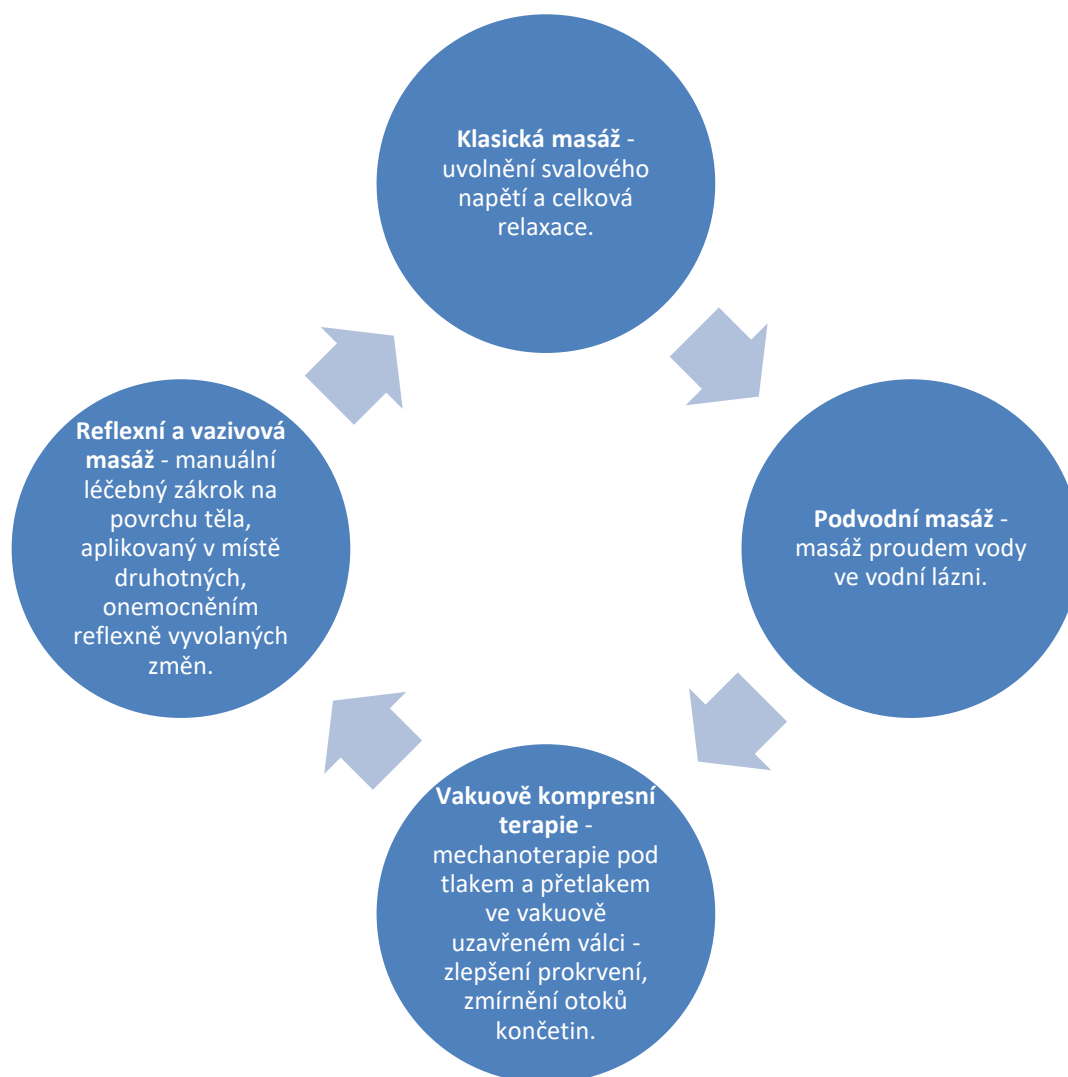 Klasická masáž -
uvolnění svalového
napětí a celková
relaxace.
Podvodní masáž -
masáž proudem vody
ve vodní lázni.
Vakuově kompresní
terapie -
mechanoterapie pod
tlakem a přetlakem
ve vakuově
uzavřeném válci -
zlepšení prokrvení,
zmírnění otoků
končetin.
Reflexní a vazivová
masáž - manuální
léčebný zákrok na
povrchu těla,
aplikovaný v místě
druhotných,
onemocněním
reflexně vyvolaných
změn.